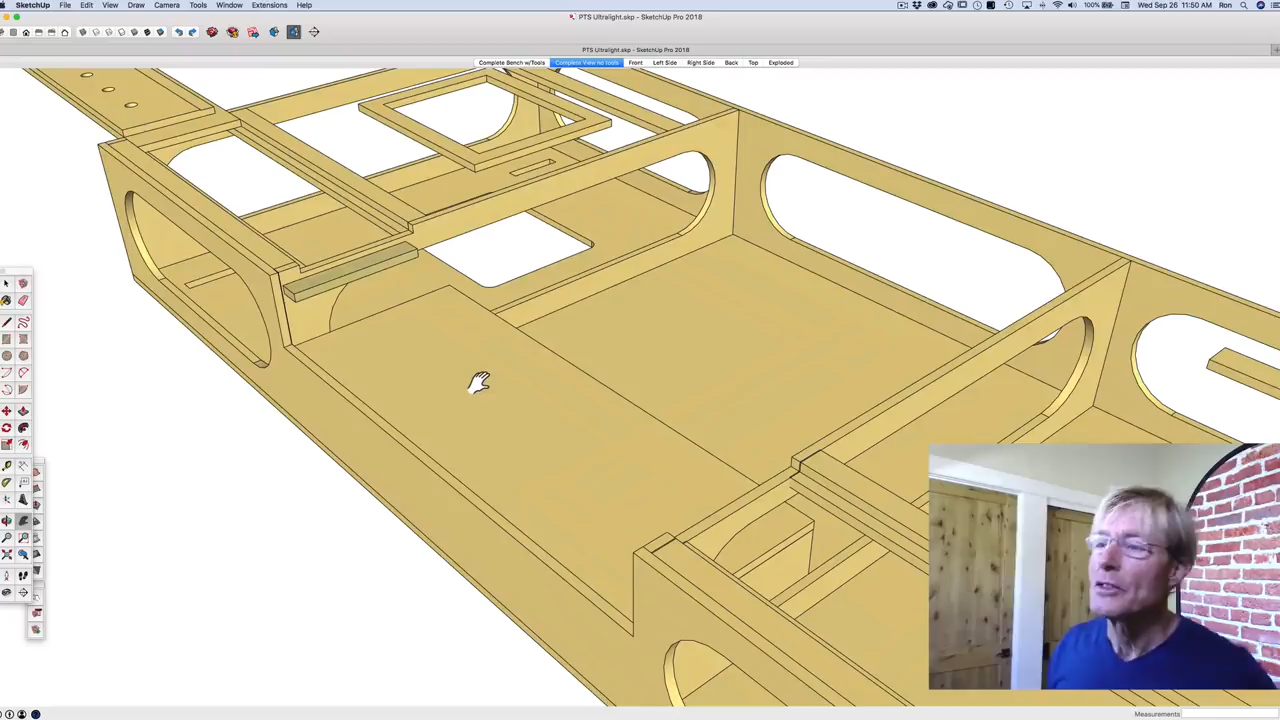 SketchUp File Edit View Draw Camera Tools Window Extensions Help 100% Wed Sep 26 11:50 AM Ron
PTS Ultralight.skp - SketchUp Pro 2018
PTS Ultralight.skp - SketchUp Pro 2018
Complete Bench w/Tools Complete View no tools Front Left Side Right Side Back Top Exploded
Measurements